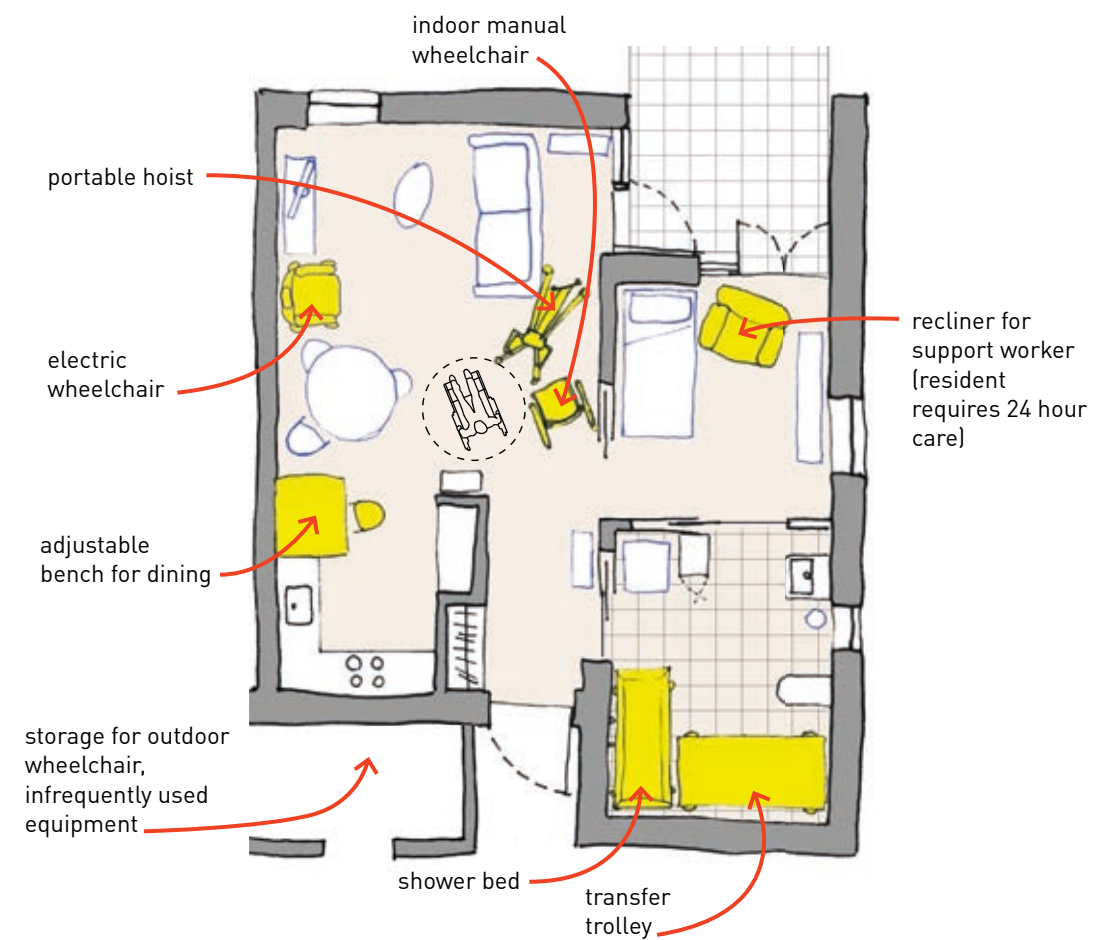 indoor manual
wheelchair
portable hoist
electric
wheelchair
recliner for
support worker
(resident
requires 24 hour
care)
adjustable
bench for dining
storage for outdoor
wheelchair,
infrequently used
equipment
shower bed
transfer
trolley